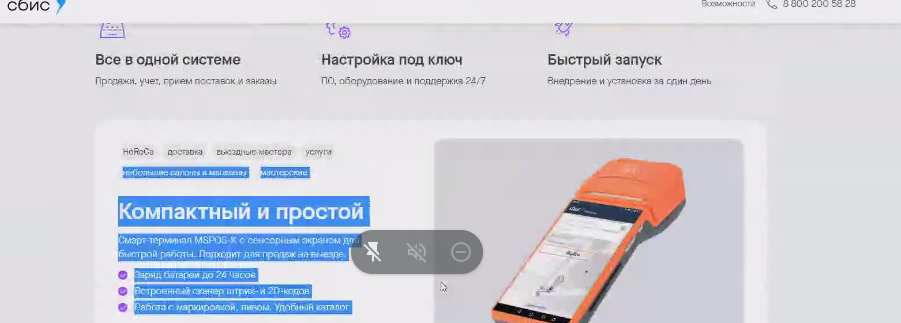 сбис
Возможности 8 800 200 58 28
Все в одной системе
Продажи, учет, прием поставок и заказы
Настройка под ключ
ПО, оборудование и поддержка 24/7
Быстрый запуск
Внедрение и установка за один день
HoReCa доставка выездные мастера услуги
небольшие салоны и магазины мастерские
Компактный и простой
Смарт-терминал MSPOS-K с сенсорным экраном для
быстрой работы. Подходит для продаж на выезде.
Заряд батареи до 24 часов
Встроенный сканер штрих- и 2D-кодов
Работа с маркировкой, пивом. Удобный каталог